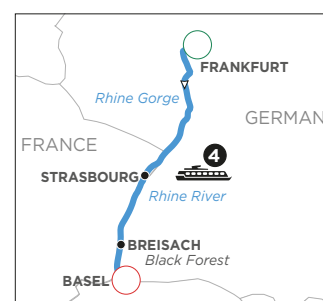 FRANKFURT
Rhine Gorge
GERMAN
FRANCE
4
STRASBOURG
Rhine River
BREISACH
Black Forest
BASEL